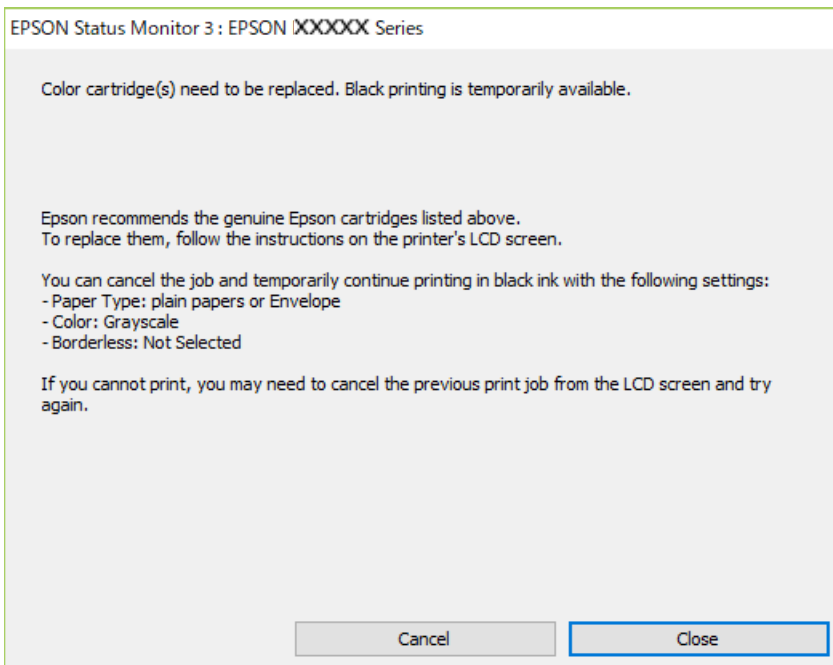 EPSON Status Monitor 3 : EPSON XXXXX Series
Color cartridge(s) need to be replaced. Black printing is temporarily available.
Epson recommends the genuine Epson cartridges listed above.
To replace them, follow the instructions on the printer's LCD screen.
You can cancel the job and temporarily continue printing in black ink with the following settings:
- Paper Type: plain papers or Envelope
- Color: Grayscale
- Borderless: Not Selected
If you cannot print, you may need to cancel the previous print job from the LCD screen and try
again.
Cancel
Close